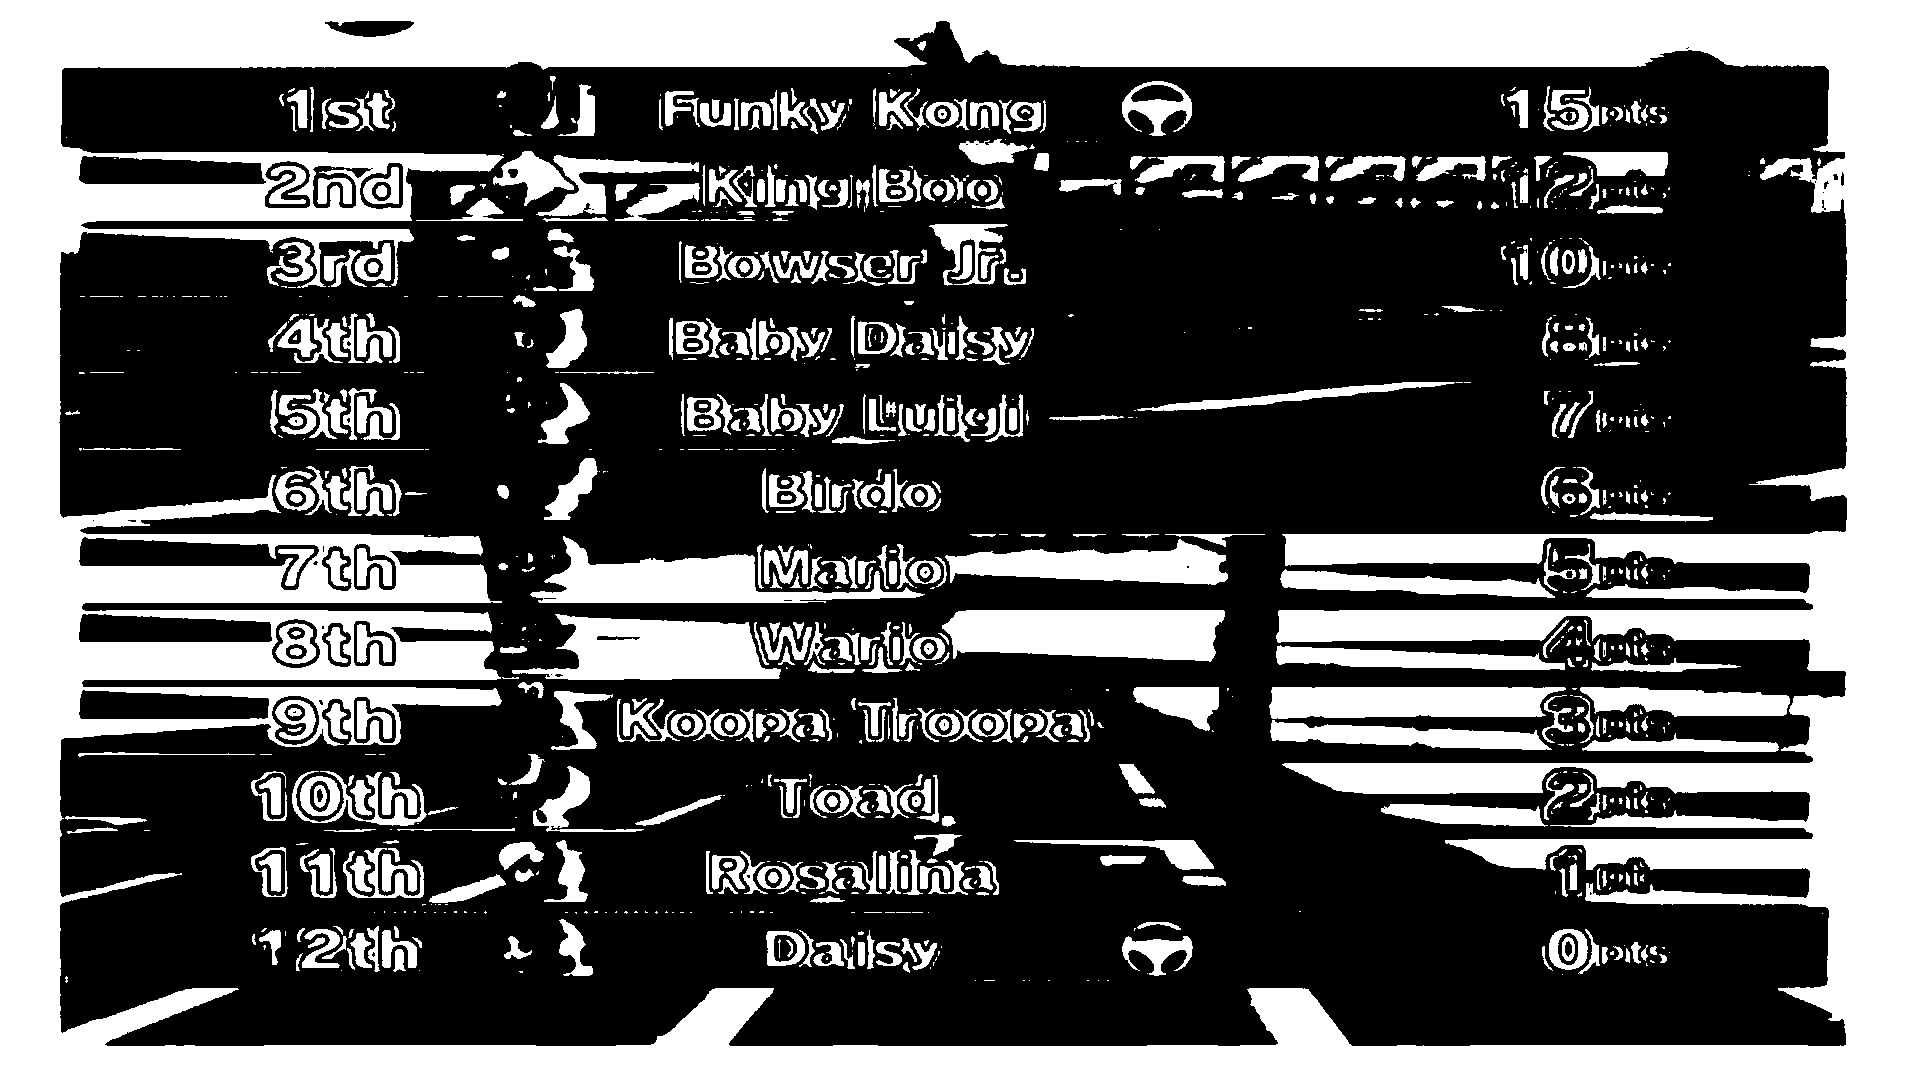 1st Funky Kong 15pts
2nd King Boo 12pts
3rd Bowser Jr. 10pts
4th Baby Daisy 8pts
5th Baby Luigi 7pts
6th Birdo 6pts
7th Mario 5pts
8th Wario 4pts
9th Koopa Troopa 3pts
10th Toad 2pts
11th Rosalina 1pt
12th Daisy 0pts